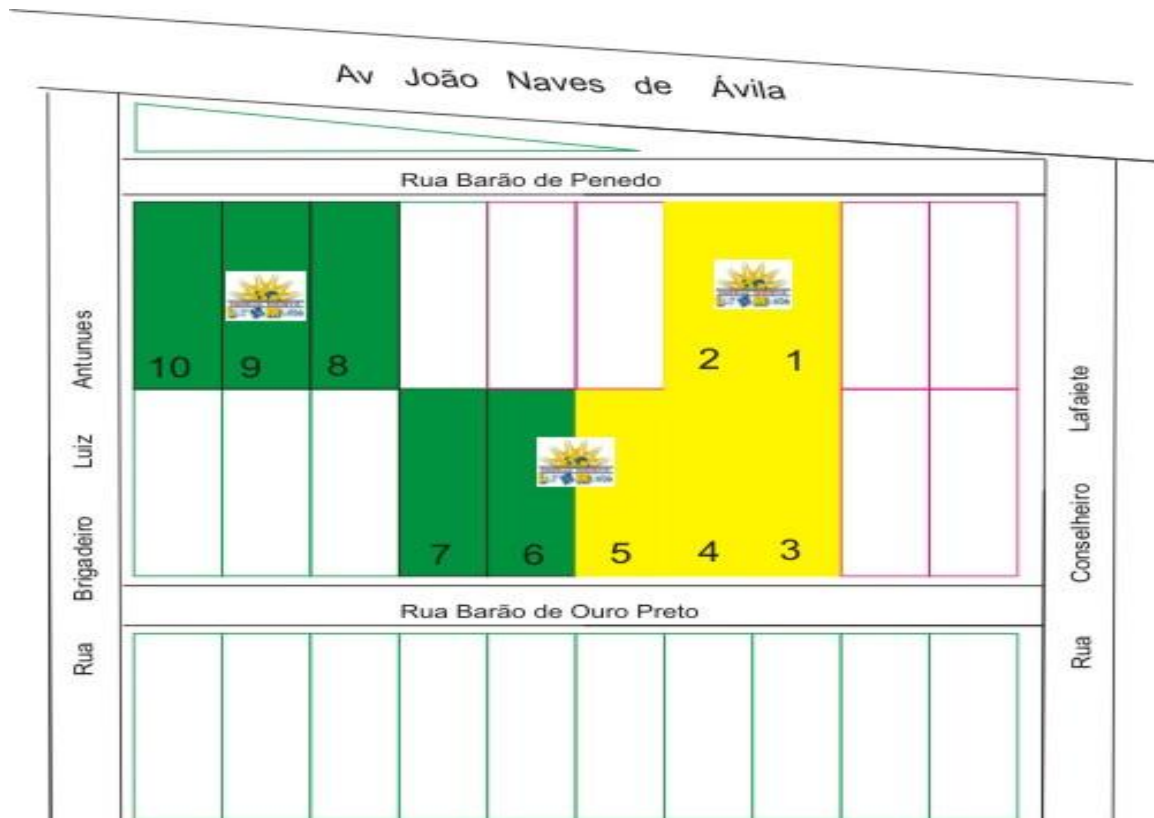 Av João Naves de Ávila
Rua Barão de Penedo
10 9 8
2 1
7 6 5 4 3
Rua Barão de Ouro Preto
Rua Brigadeiro Luiz Antunues
Rua Conselheiro Lafaiete